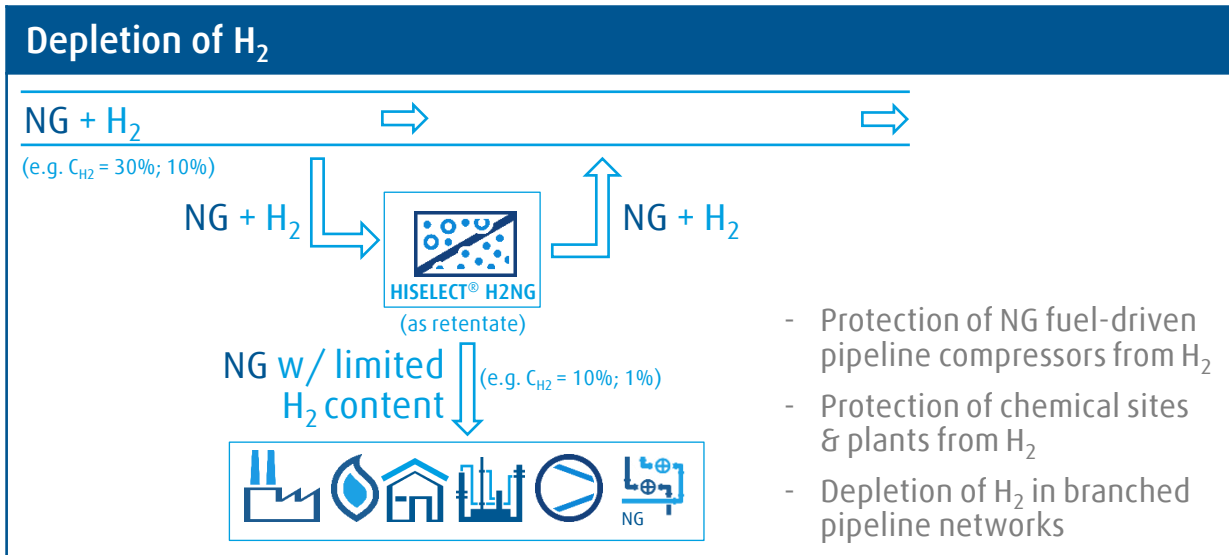 Depletion of H₂
NG + H₂
(e.g. C_H2 = 30%; 10%)
NG + H₂
NG + H₂
HISELECT® H2NG
(as retentate)
NG w/ limited
H₂ content
(e.g. C_H2 = 10%; 1%)
NG
- Protection of NG fuel-driven
pipeline compressors from H₂
- Protection of chemical sites
& plants from H₂
- Depletion of H₂ in branched
pipeline networks